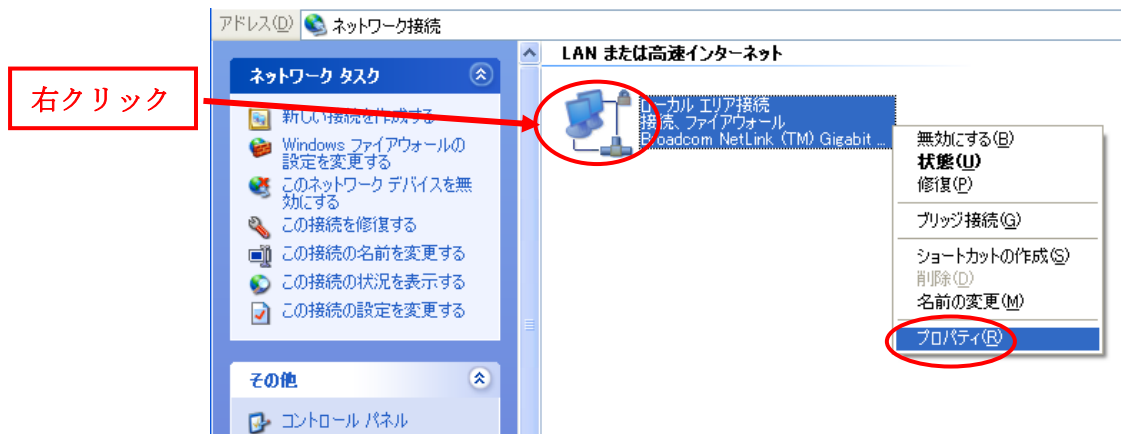 アドレス(D) ネットワーク接続
LAN または高速インターネット
ネットワーク タスク
右クリック
新しい接続を作成する
Windows ファイアウォールの
設定を変更する
このネットワーク デバイスを無
効にする
この接続を修復する
この接続の名前を変更する
この接続の状況を表示する
この接続の設定を変更する
その他
コントロール パネル
ローカル エリア接続
接続、ファイアウォール
Broadcom NetLink (TM) Gigabit ...
無効にする(B)
状態(U)
修復(P)
ブリッジ接続(G)
ショートカットの作成(S)
削除(D)
名前の変更(M)
プロパティ(R)